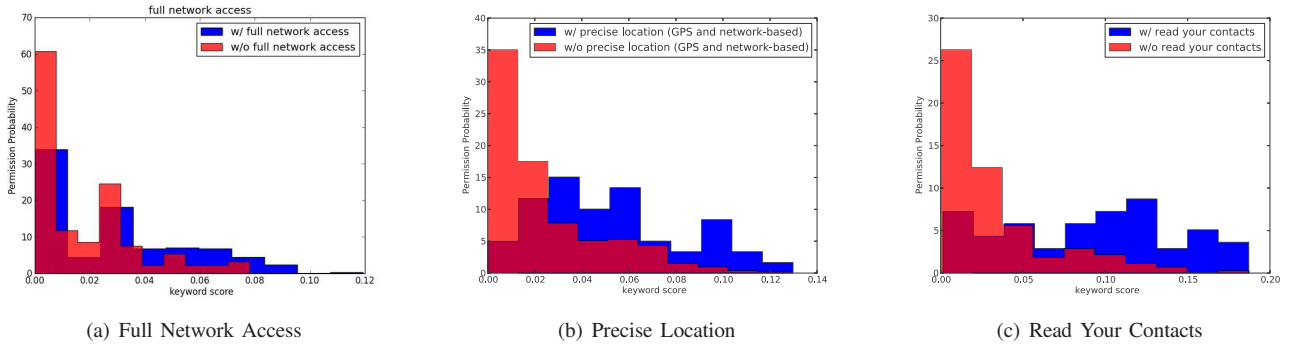 full network access
w/ full network access
w/o full network access
Permission Probability
70
60
50
40
30
20
10
0
0.00 0.02 0.04 0.06 0.08 0.10 0.12
keyword score
(a) Full Network Access
w/ precise location (GPS and network-based)
w/o precise location (GPS and network-based)
Permission Probability
40
35
30
25
20
15
10
5
0
0.00 0.02 0.04 0.06 0.08 0.10 0.12 0.14
keyword score
(b) Precise Location
w/ read your contacts
w/o read your contacts
Permission Probability
30
25
20
15
10
5
0
0.00 0.05 0.10 0.15 0.20
keyword score
(c) Read Your Contacts